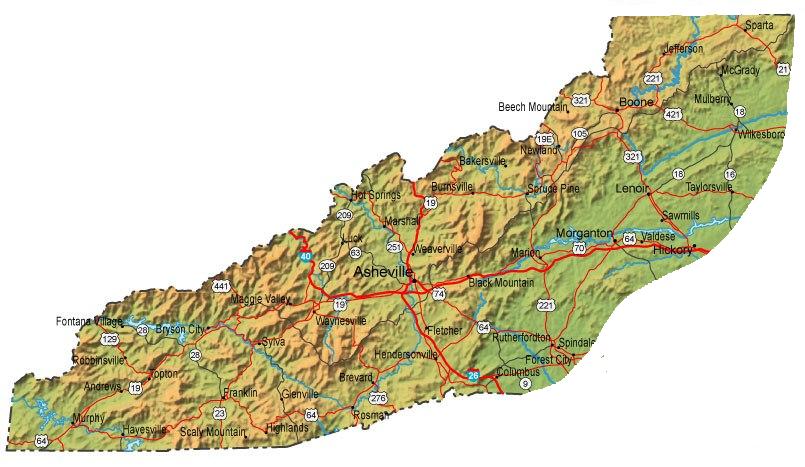 Sparta
Jefferson
McGrady
21
221
Beech Mountain
321
Boone
Mulberry
421
18
19E
105
Wilkesboro
Newland
Bakersville
321
18
16
Hot Springs
Burnsville
Spruce Pine
Lenoir
Taylorsville
209
19
Marshall
Sawmills
Luck
Morganton
64
Valdese
251
Weaverville
70
Hickory
63
40
209
Marion
Asheville
441
Black Mountain
74
Maggie Valley
19
221
Fontana Village
28
Bryson City
Waynesville
64
129
Fletcher
Rutherfordton
Sylva
Spindale
Robbinsville
28
Hendersonville
Forest City
Topton
Brevard
26
Columbus
Andrews
19
Franklin
Glenville
276
9
Murphy
23
64
Rosman
Hayesville
Scaly Mountain
Highlands
64